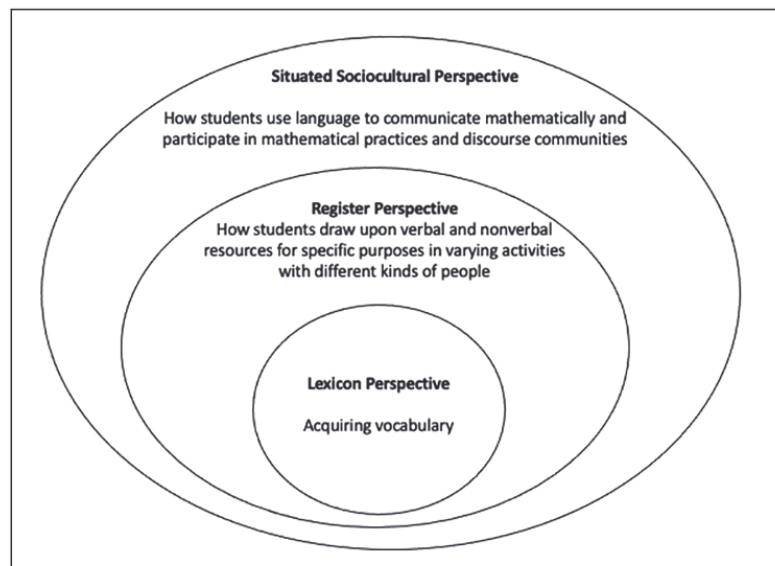 Situated Sociocultural Perspective
How students use language to communicate mathematically and
participate in mathematical practices and discourse communities
Register Perspective
How students draw upon verbal and nonverbal
resources for specific purposes in varying activities
with different kinds of people
Lexicon Perspective
Acquiring vocabulary